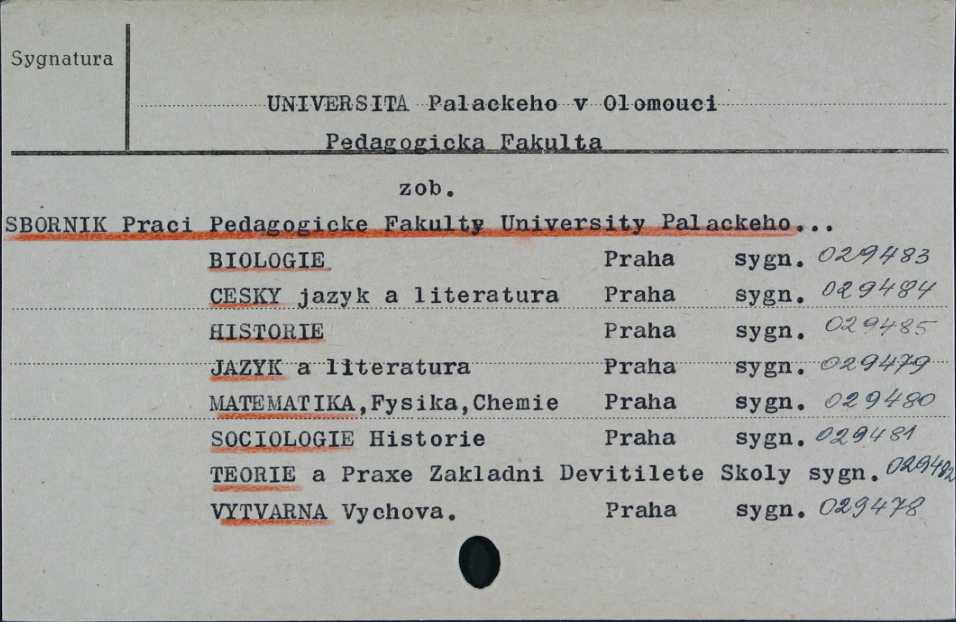 Sygnatura
UNIVERSITA Palackeho v Olomouci
Pedagogicka Fakulta
zob.
SBORNIK Praci Pedagogicke Fakulty University Palackeho...
BIOLOGIE Praha sygn. 029483
CESKY jazyk a literatura Praha sygn. 029484
HISTORIE Praha sygn. 029485
JAZYK a literatura Praha sygn. 029479
MATEMATIKA,Fysika,Chemie Praha sygn. 029480
SOCIOLOGIE Historie Praha sygn. 029481
TEORIE a Praxe Zakladni Devitilete Skoly sygn. 029482
VYTVARNA Vychova. Praha sygn. 029478